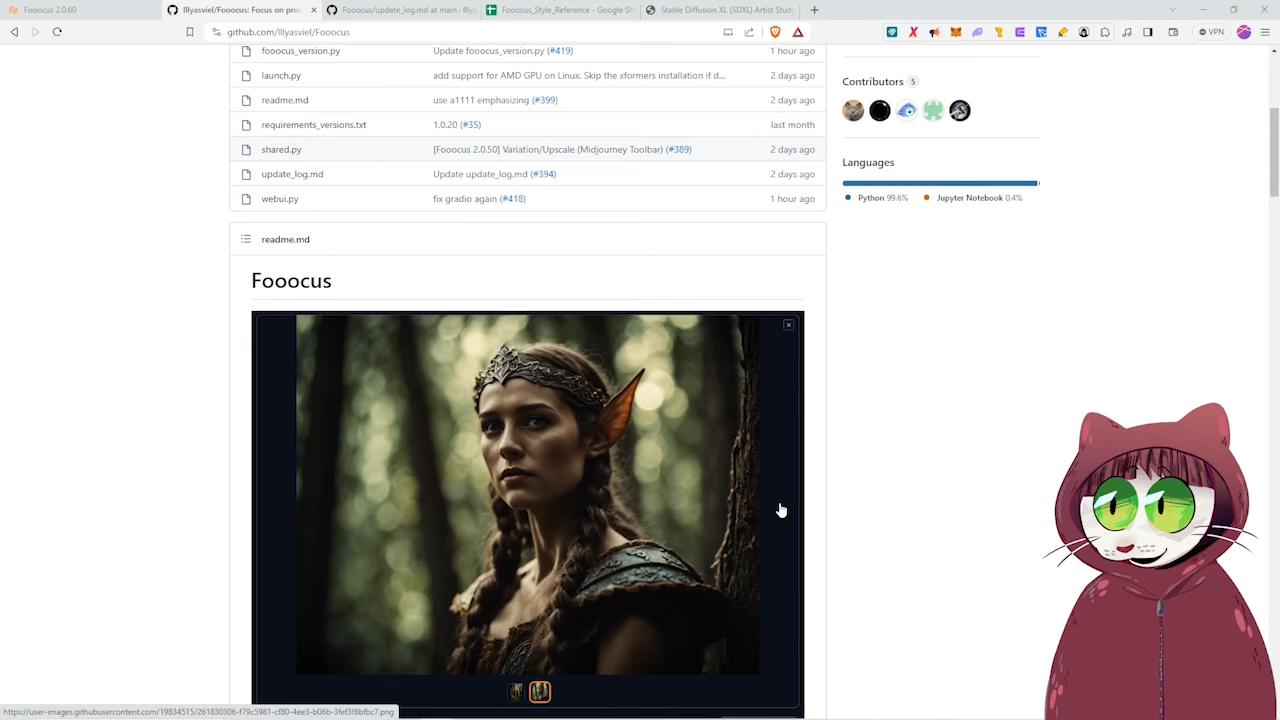 Fooocus 2.0.60
lllyasviel/Fooocus: Focus on pro
Fooocus/update_log.md at main · lllyas
Fooocus_Style_Reference - Google She
Stable Diffusion XL (SDXL) Artist Study
github.com/lllyasviel/Fooocus
VPN
fooocus_version.py Update fooocus_version.py (#419) 1 hour ago
launch.py add support for AMD GPU on Linux. Skip the xformers installation if d... 2 days ago
readme.md use a1111 emphasizing (#399) 2 days ago
requirements_versions.txt 1.0.20 (#35) last month
shared.py [Fooocus 2.0.50] Variation/Upscale (Midjourney Toolbar) (#389) 2 days ago
update_log.md Update update_log.md (#394) 2 days ago
webui.py fix gradio again (#418) 1 hour ago
Contributors 5
Languages
Python 99.6% Jupyter Notebook 0.4%
readme.md
Fooocus
https://user-images.githubusercontent.com/19834515/261830306-f79c5981-cf80-4ee3-b06b-3fef3f8bfbc7.png